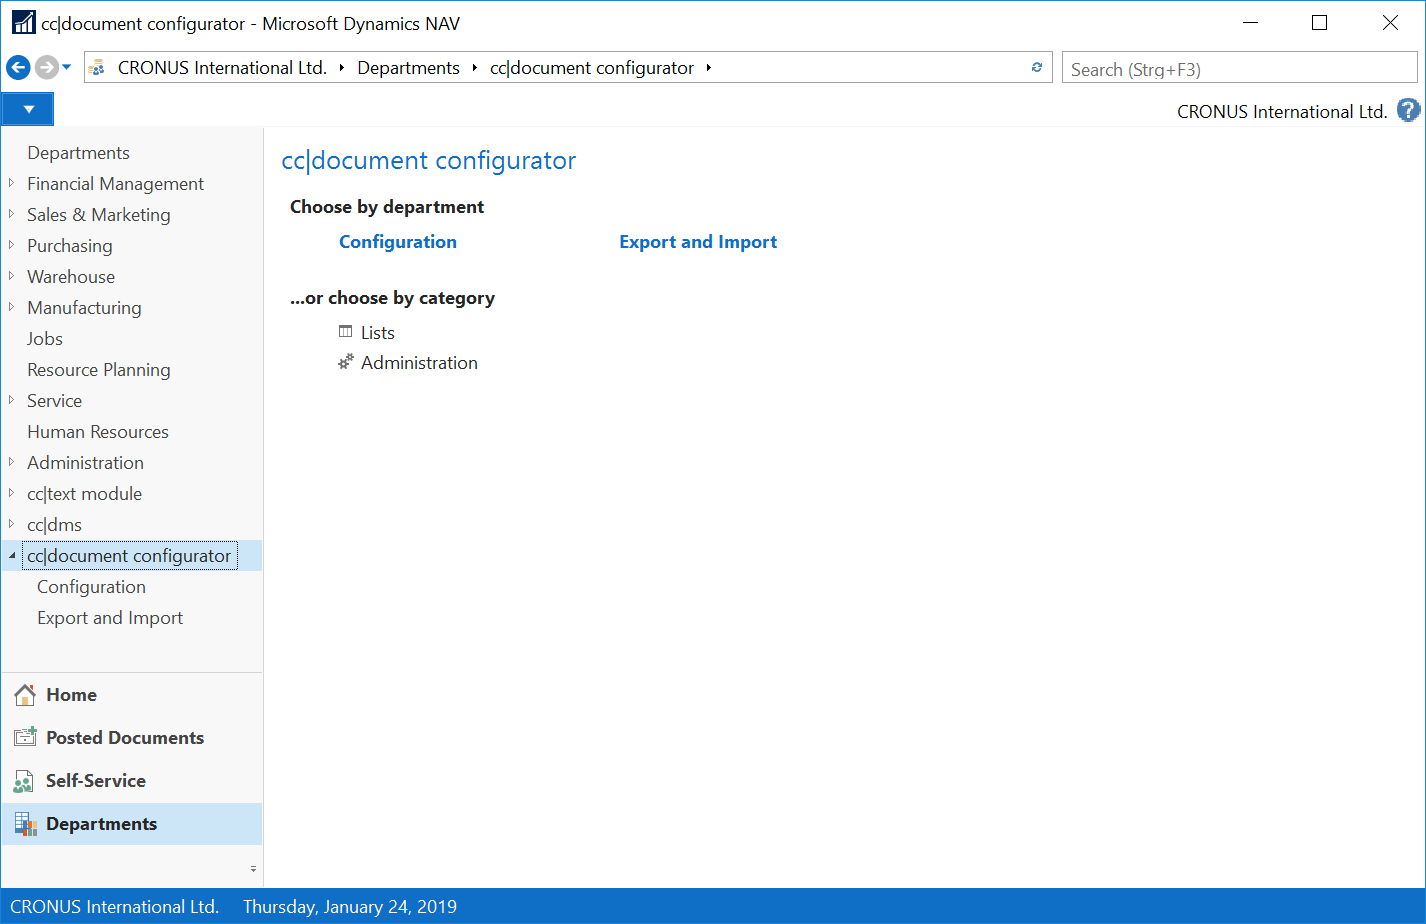 cc|document configurator - Microsoft Dynamics NAV
CRONUS International Ltd. Departments cc|document configurator
Search (Strg+F3)
CRONUS International Ltd. ?
Departments
Financial Management
Sales & Marketing
Purchasing
Warehouse
Manufacturing
Jobs
Resource Planning
Service
Human Resources
Administration
cc|text module
cc|dms
cc|document configurator
Configuration
Export and Import
Home
Posted Documents
Self-Service
Departments
cc|document configurator
Choose by department
Configuration Export and Import
...or choose by category
Lists
Administration
CRONUS International Ltd. Thursday, January 24, 2019